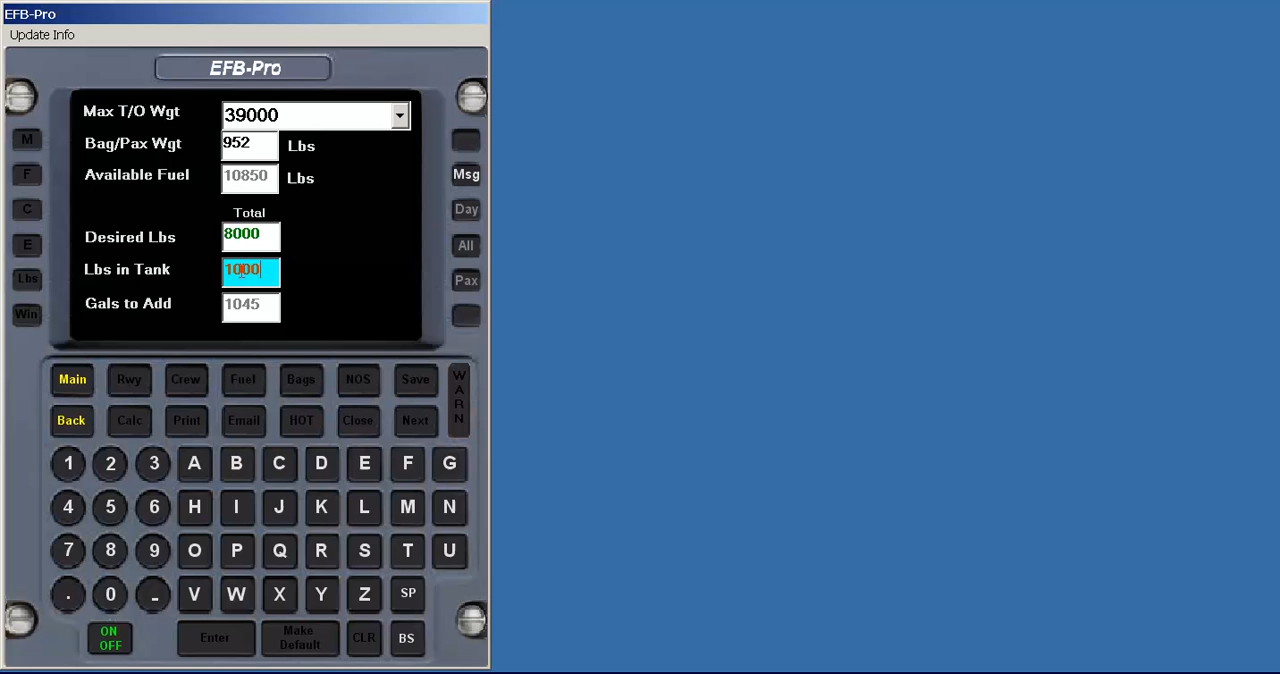 EFB-Pro
Update Info
EFB-Pro
Max T/O Wgt 39000
Bag/Pax Wgt 952 Lbs
Available Fuel 10850 Lbs
Total
Desired Lbs 8000
Lbs in Tank 1000
Gals to Add 1045
M
F Msg
C Day
E All
Lbs Pax
Win
Main Rwy Crew Fuel Bags NOS Save WARN
Back Calc Print Email HOT Close Next
1 2 3 A B C D E F G
4 5 6 H I J K L M N
7 8 9 O P Q R S T U
. 0 - V W X Y Z SP
ON OFF Enter Make Default CLR BS